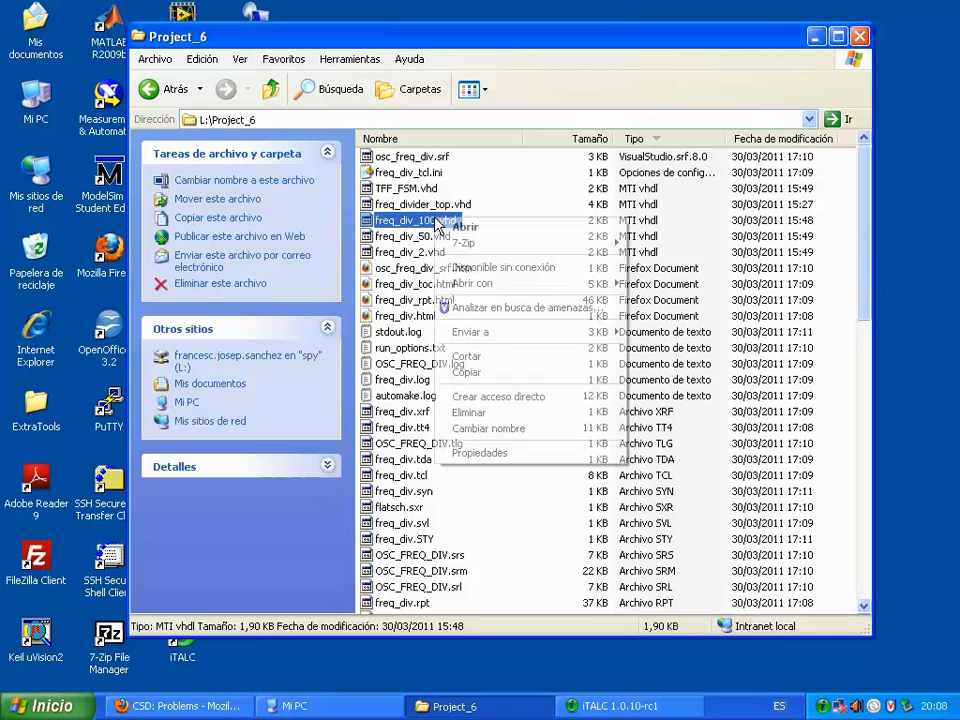 Project_6
Archivo Edición Ver Favoritos Herramientas Ayuda
Atrás Búsqueda Carpetas
Dirección L:\Project_6 Ir
Tareas de archivo y carpeta
Cambiar nombre a este archivo
Mover este archivo
Copiar este archivo
Publicar este archivo en Web
Enviar este archivo por correo
electrónico
Eliminar este archivo
Otros sitios
francesc.josep.sanchez en "spy"
(L:)
Mis documentos
Mi PC
Mis sitios de red
Detalles
Nombre Tamaño Tipo Fecha de modificación
osc_freq_div.srf 3 KB VisualStudio.srf.8.0 30/03/2011 17:10
freq_div_tcl.ini 1 KB Opciones de config... 30/03/2011 17:09
TFF_FSM.vhd 2 KB MTI vhdl 30/03/2011 15:49
freq_divider_top.vhd 4 KB MTI vhdl 30/03/2011 15:27
freq_div_100.vhd 2 KB MTI vhdl 30/03/2011 15:48
freq_div_50.vhd 2 KB MTI vhdl 30/03/2011 15:49
freq_div_2.vhd 2 KB MTI vhdl 30/03/2011 15:49
osc_freq_div_srf.htm 1 KB Firefox Document 30/03/2011 17:10
freq_div_toc.html 5 KB Firefox Document 30/03/2011 17:08
freq_div_rpt.html 46 KB Firefox Document 30/03/2011 17:08
freq_div.html 1 KB Firefox Document 30/03/2011 17:08
stdout.log 3 KB Documento de texto 30/03/2011 17:11
run_options.txt 2 KB Documento de texto 30/03/2011 17:10
OSC_FREQ_DIV.log 1 KB Documento de texto 30/03/2011 17:10
freq_div.log 1 KB Documento de texto 30/03/2011 17:09
automake.log 12 KB Documento de texto 30/03/2011 17:09
freq_div.xrf 1 KB Archivo XRF 30/03/2011 17:09
freq_div.tt4 11 KB Archivo TT4 30/03/2011 17:08
OSC_FREQ_DIV.tlg 1 KB Archivo TLG 30/03/2011 17:10
freq_div.tda 1 KB Archivo TDA 30/03/2011 17:09
freq_div.tcl 8 KB Archivo TCL 30/03/2011 17:09
freq_div.syn 1 KB Archivo SYN 30/03/2011 17:11
flatsch.sxr 1 KB Archivo SXR 30/03/2011 17:10
freq_div.svl 1 KB Archivo SVL 30/03/2011 17:09
freq_div.STY 1 KB Archivo STY 30/03/2011 17:09
OSC_FREQ_DIV.srs 7 KB Archivo SRS 30/03/2011 17:10
OSC_FREQ_DIV.srm 22 KB Archivo SRM 30/03/2011 17:10
OSC_FREQ_DIV.srl 7 KB Archivo SRL 30/03/2011 17:10
freq_div.rpt 37 KB Archivo RPT 30/03/2011 17:08
Abrir
7-Zip
Disponible sin conexión
Abrir con
Analizar en busca de amenazas...
Enviar a
Cortar
Copiar
Crear acceso directo
Eliminar
Cambiar nombre
Propiedades
Tipo: MTI vhdl Tamaño: 1,90 KB Fecha de modificación: 30/03/2011 15:48 1,90 KB Intranet local
Mis
documentos
MATLAB
R2009b
Mi PC
Measurem
& Automat
Mis sitios de
red
ModelSim
Student Ed
Papelera de
reciclaje
Mozilla Fire
Internet
Explorer
OpenOffic
3.2
ExtraTools
PuTTY
Adobe Reader
9
SSH Secure
Transfer Cl
FileZilla Client
SSH Secu
Shell Clien
Keil uVision2
7-Zip File
Manager
iTALC
Inicio CSD: Problems - Mozil... Mi PC Project_6 iTALC 1.0.10-rc1 ES 20:08